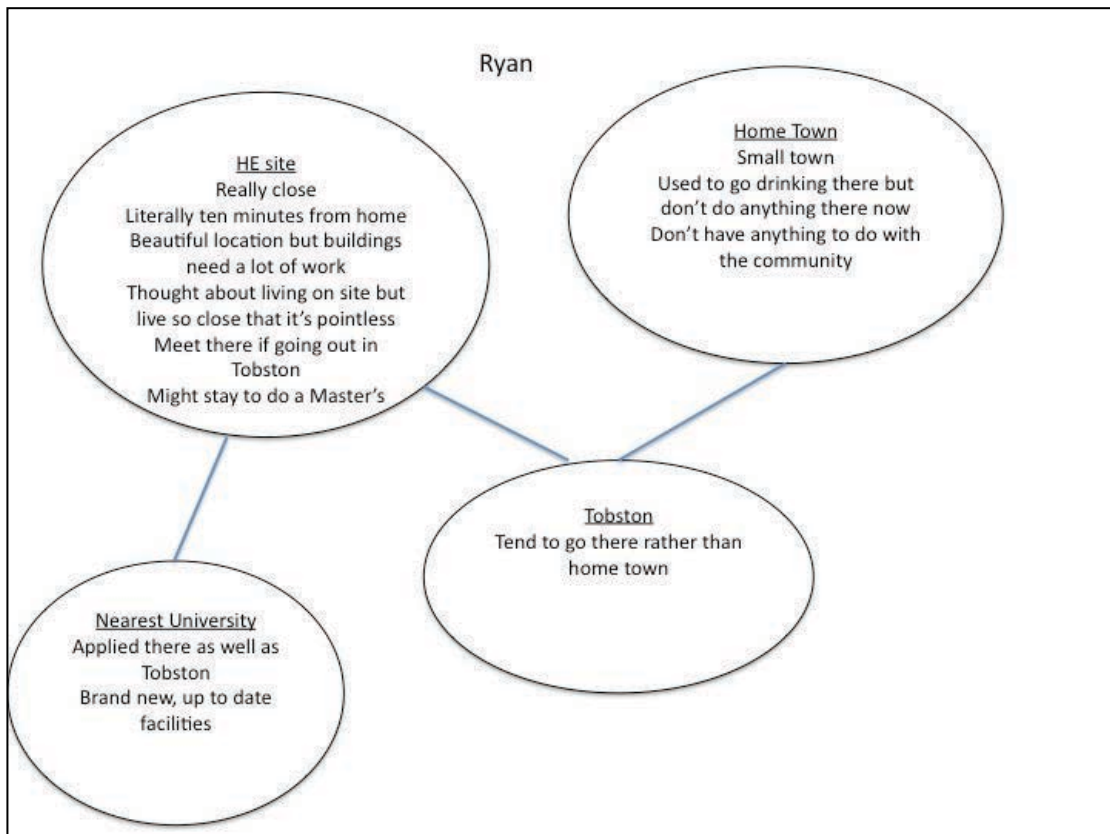 Ryan
HE site
Really close
Literally ten minutes from home
Beautiful location but buildings
need a lot of work
Thought about living on site but
live so close that it's pointless
Meet there if going out in
Tobston
Might stay to do a Master's
Home Town
Small town
Used to go drinking there but
don't do anything there now
Don't have anything to do with
the community
Tobston
Tend to go there rather than
home town
Nearest University
Applied there as well as
Tobston
Brand new, up to date
facilities